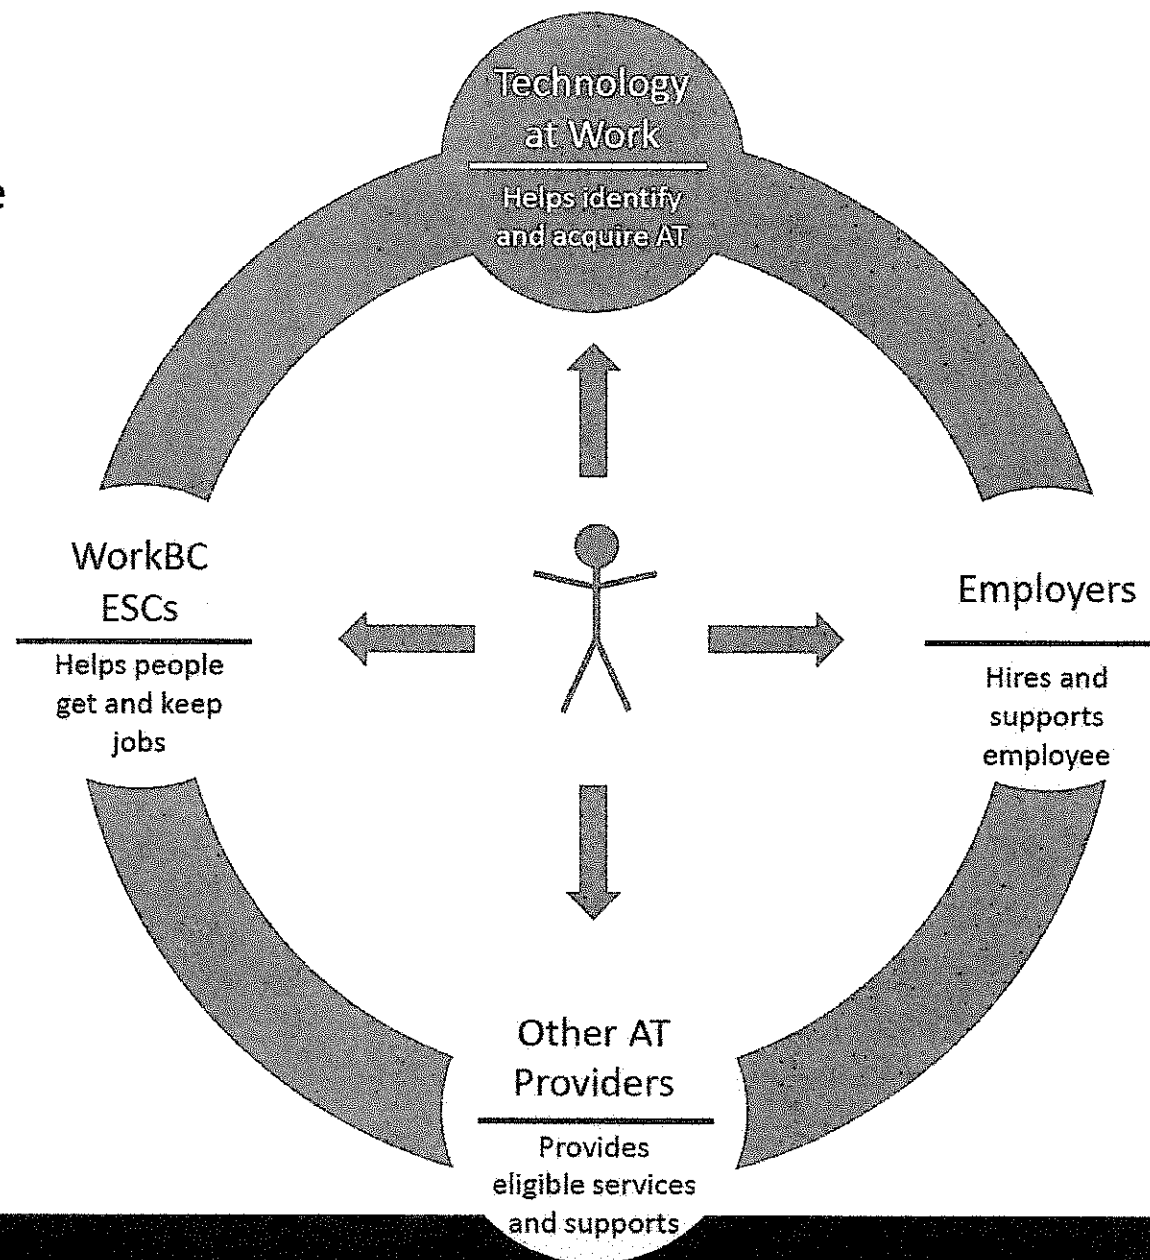 e
Technology
at Work
Helps identify
and acquire AT
WorkBC
ESCs
Helps people
get and keep
jobs
Employers
Hires and
supports
employee
Other AT
Providers
Provides
eligible services
and supports